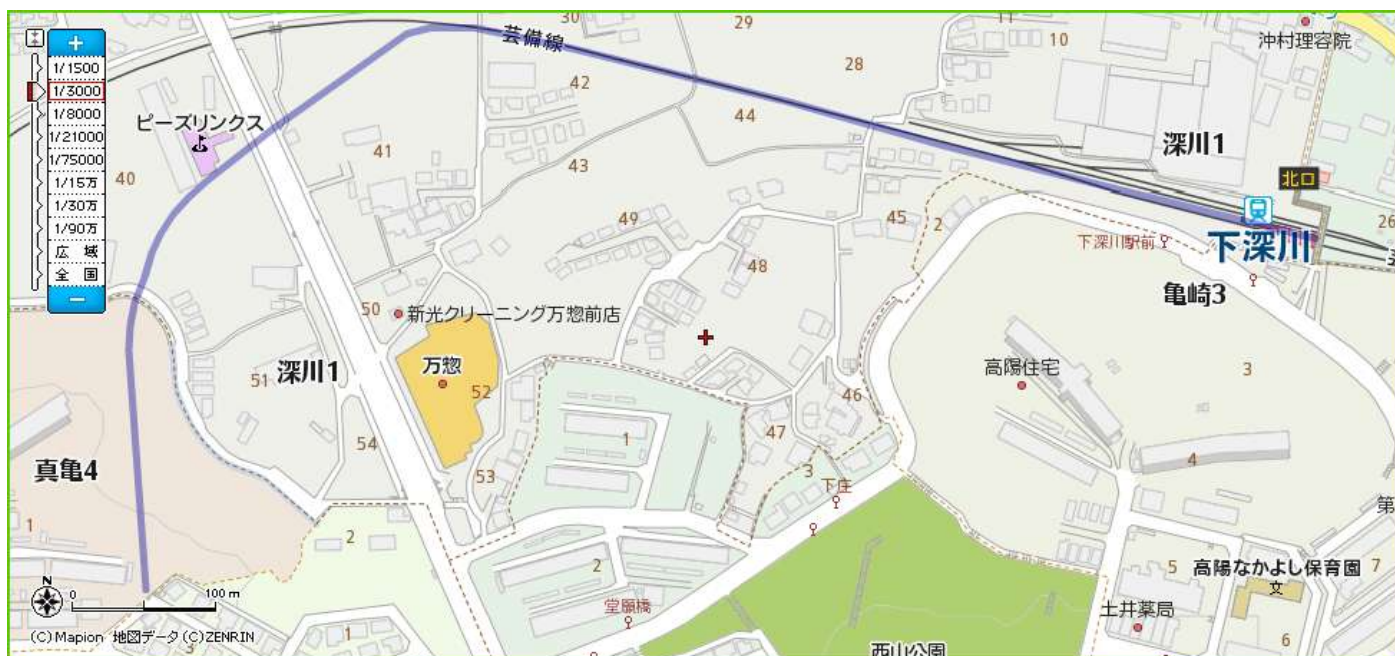 +
1/1500
1/3000
1/8000
1/21000
1/75000
1/15万
1/30万
1/90万
広 域
全 国
−
30
29
11
10
芸備線
沖村理容院
42
28
44
深川1
ピーズリンクス
40
41
43
北口
49
45
2
26
48
下深川駅前
下深川
亀崎3
50
新光クリーニング万惣前店
51
深川1
万惣
52
高陽住宅
3
46
54
1
47
真亀4
53
3
下庄
4
1
2
第
2
5
高陽なかよし保育園
7
文
N
0
100 m
堂願橋
土井薬局
1
6
3
西山公園
(C)Mapion 地図データ(C)ZENRIN